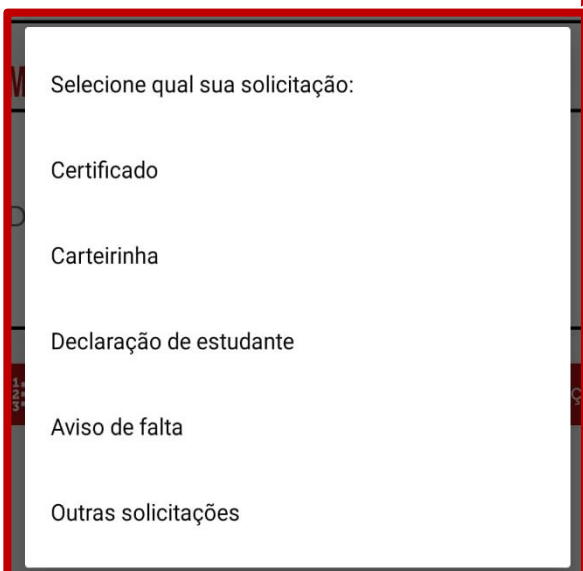 Selecione qual sua solicitação:
Certificado
Carteirinha
Declaração de estudante
Aviso de falta
Outras solicitações